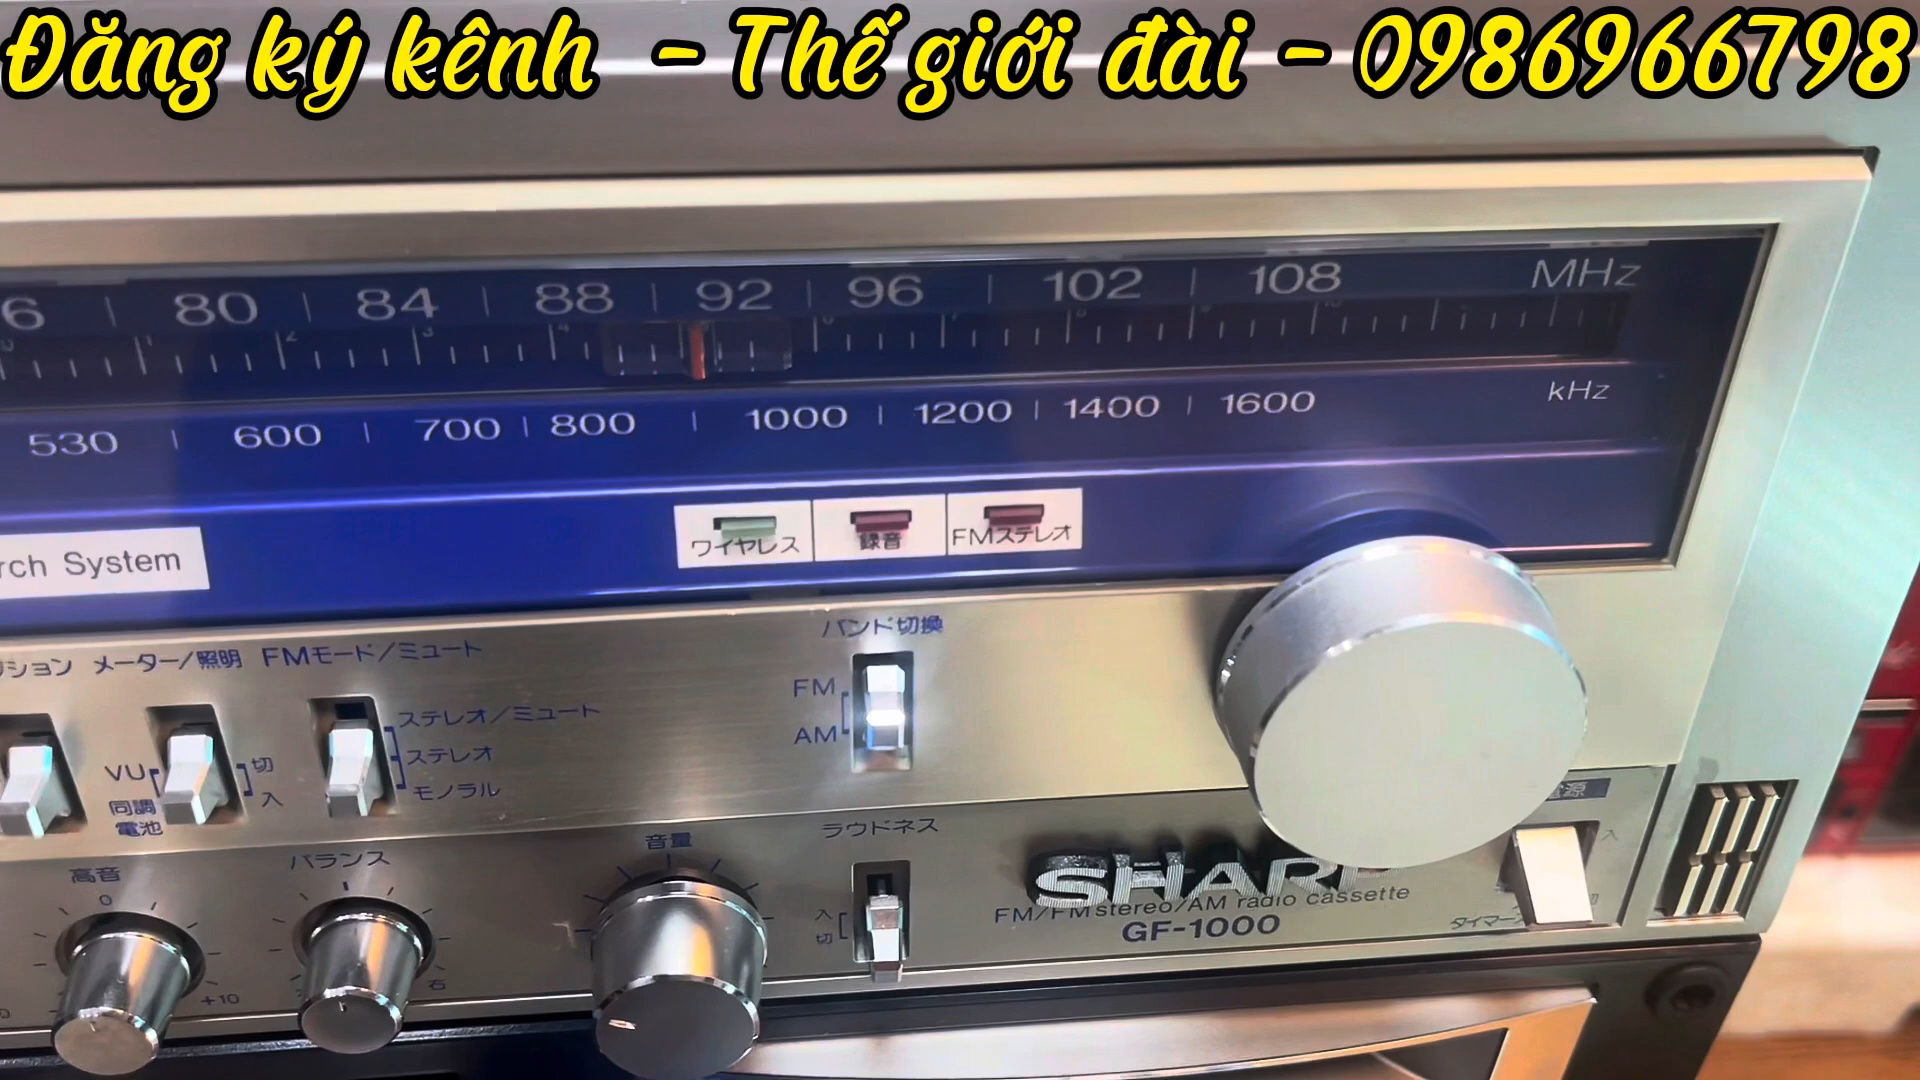 Đăng ký kênh - Thế giới đài - 0986966798
6 | 80 | 84 | 88 | 92 | 96 | 102 | 108 MHz
530 | 600 | 700 | 800 | 1000 | 1200 | 1400 | 1600 kHz
rch System
ワイヤレス 録音 FMステレオ
バンド切換
FM
AM
ション メーター/照明 FMモード/ミュート
ステレオ/ミュート
ステレオ
モノラル
VU
同調
電池
切
入
高音
0
+10
バランス
右
音量
ラウドネス
入
切
SHARP
FM/FM stereo/AM radio cassette
GF-1000
入